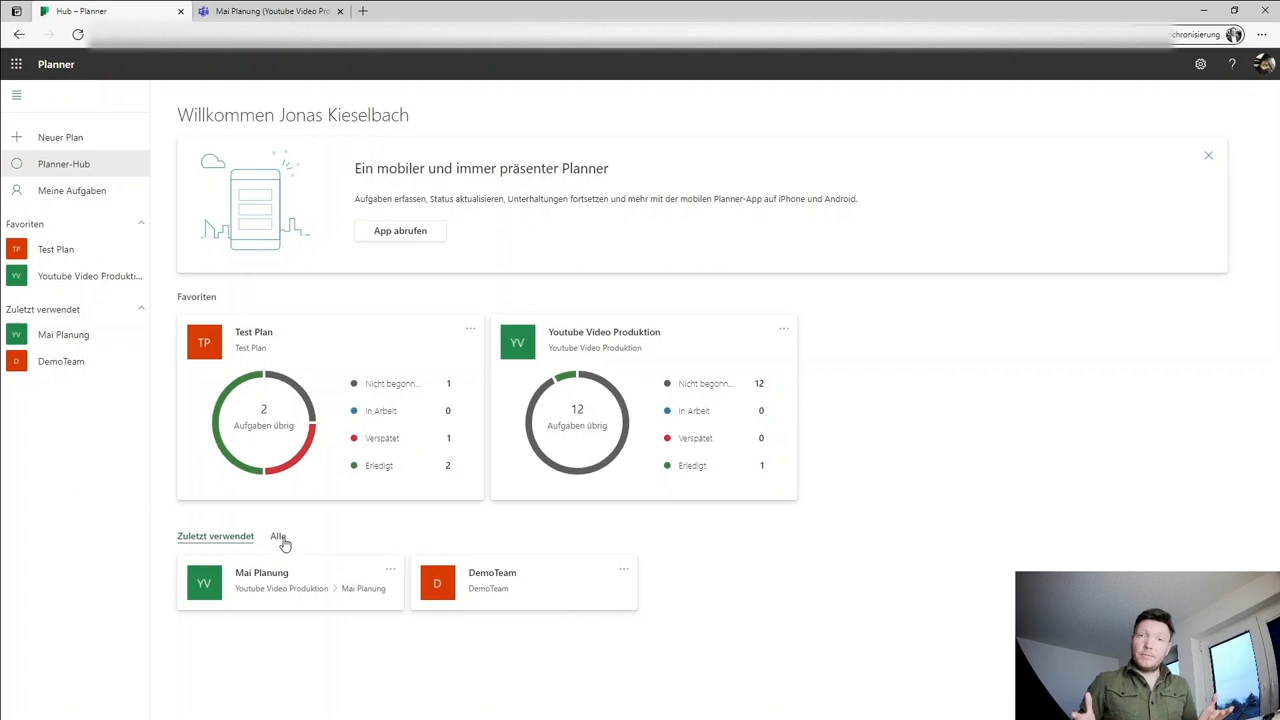 Hub – Planner
Mai Planung (Youtube Video Pro
chronisierung
Planner
Neuer Plan
Planner-Hub
Meine Aufgaben
Favoriten
TP Test Plan
YV Youtube Video Produkti...
Zuletzt verwendet
YV Mai Planung
D DemoTeam
Willkommen Jonas Kieselbach
Ein mobiler und immer präsenter Planner
Aufgaben erfassen, Status aktualisieren, Unterhaltungen fortsetzen und mehr mit der mobilen Planner-App auf iPhone und Android.
App abrufen
Favoriten
TP
Test Plan
Test Plan
2
Aufgaben übrig
Nicht begonn... 1
In Arbeit 0
Verspätet 1
Erledigt 2
YV
Youtube Video Produktion
Youtube Video Produktion
12
Aufgaben übrig
Nicht begonn... 12
In Arbeit 0
Verspätet 0
Erledigt 1
Zuletzt verwendet Alle
YV
Mai Planung
Youtube Video Produktion > Mai Planung
D
DemoTeam
DemoTeam